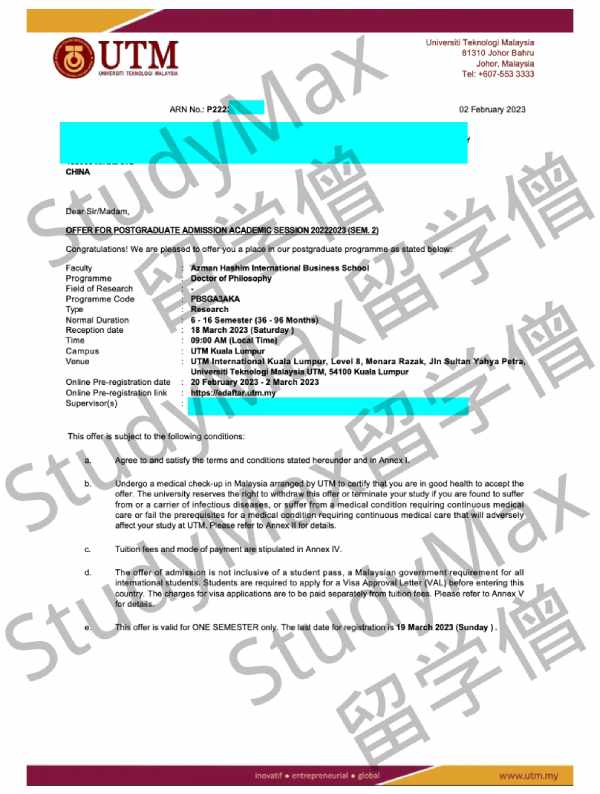 UTM
UNIVERSITI TEKNOLOGI MALAYSIA
Universiti Teknologi Malaysia
81310 Johor Bahru
Johor, Malaysia
Tel: +607-553 3333
ARN No.: P222
02 February 2023
CHINA
Dear Sir/Madam,
OFFER FOR POSTGRADUATE ADMISSION ACADEMIC SESSION 20222023 (SEM. 2)
Congratulations! We are pleased to offer you a place in our postgraduate programme as stated below:
Faculty : Azman Hashim International Business School
Programme : Doctor of Philosophy
Field of Research : -
Programme Code : PBSGA3AKA
Type : Research
Normal Duration : 6 - 16 Semester (36 - 96 Months)
Reception date : 18 March 2023 (Saturday )
Time : 09:00 AM (Local Time)
Campus : UTM Kuala Lumpur
Venue : UTM International Kuala Lumpur, Level 8, Menara Razak, Jln Sultan Yahya Petra,
Universiti Teknologi Malaysia UTM, 54100 Kuala Lumpur
Online Pre-registration date : 20 February 2023 - 2 March 2023
Online Pre-registration link : https://edaftar.utm.my
Supervisor(s) :
This offer is subject to the following conditions:
a. Agree to and satisfy the terms and conditions stated hereunder and in Annex I.
b. Undergo a medical check-up in Malaysia arranged by UTM to certify that you are in good health to accept the
offer. The university reserves the right to withdraw this offer or terminate your study if you are found to suffer
from or a carrier of infectious diseases, or suffer from a medical condition requiring continuous medical
care or fail the prerequisites for a medical condition requiring continuous medical care that will adversely
affect your study at UTM. Please refer to Annex II for details.
c. Tuition fees and mode of payment are stipulated in Annex IV.
d. The offer of admission is not inclusive of a student pass, a Malaysian government requirement for all
international students. Students are required to apply for a Visa Approval Letter (VAL) before entering this
country. The charges for visa applications are to be paid separately from tuition fees. Please refer to Annex V
for details.
e. This offer is valid for ONE SEMESTER only. The last date for registration is 19 March 2023 (Sunday ) .
inovatif ● entrepreneurial ● global
www.utm.my
StudyMax
留学僧
StudyMax
留学僧
StudyMax
留学僧
StudyMax
留学僧